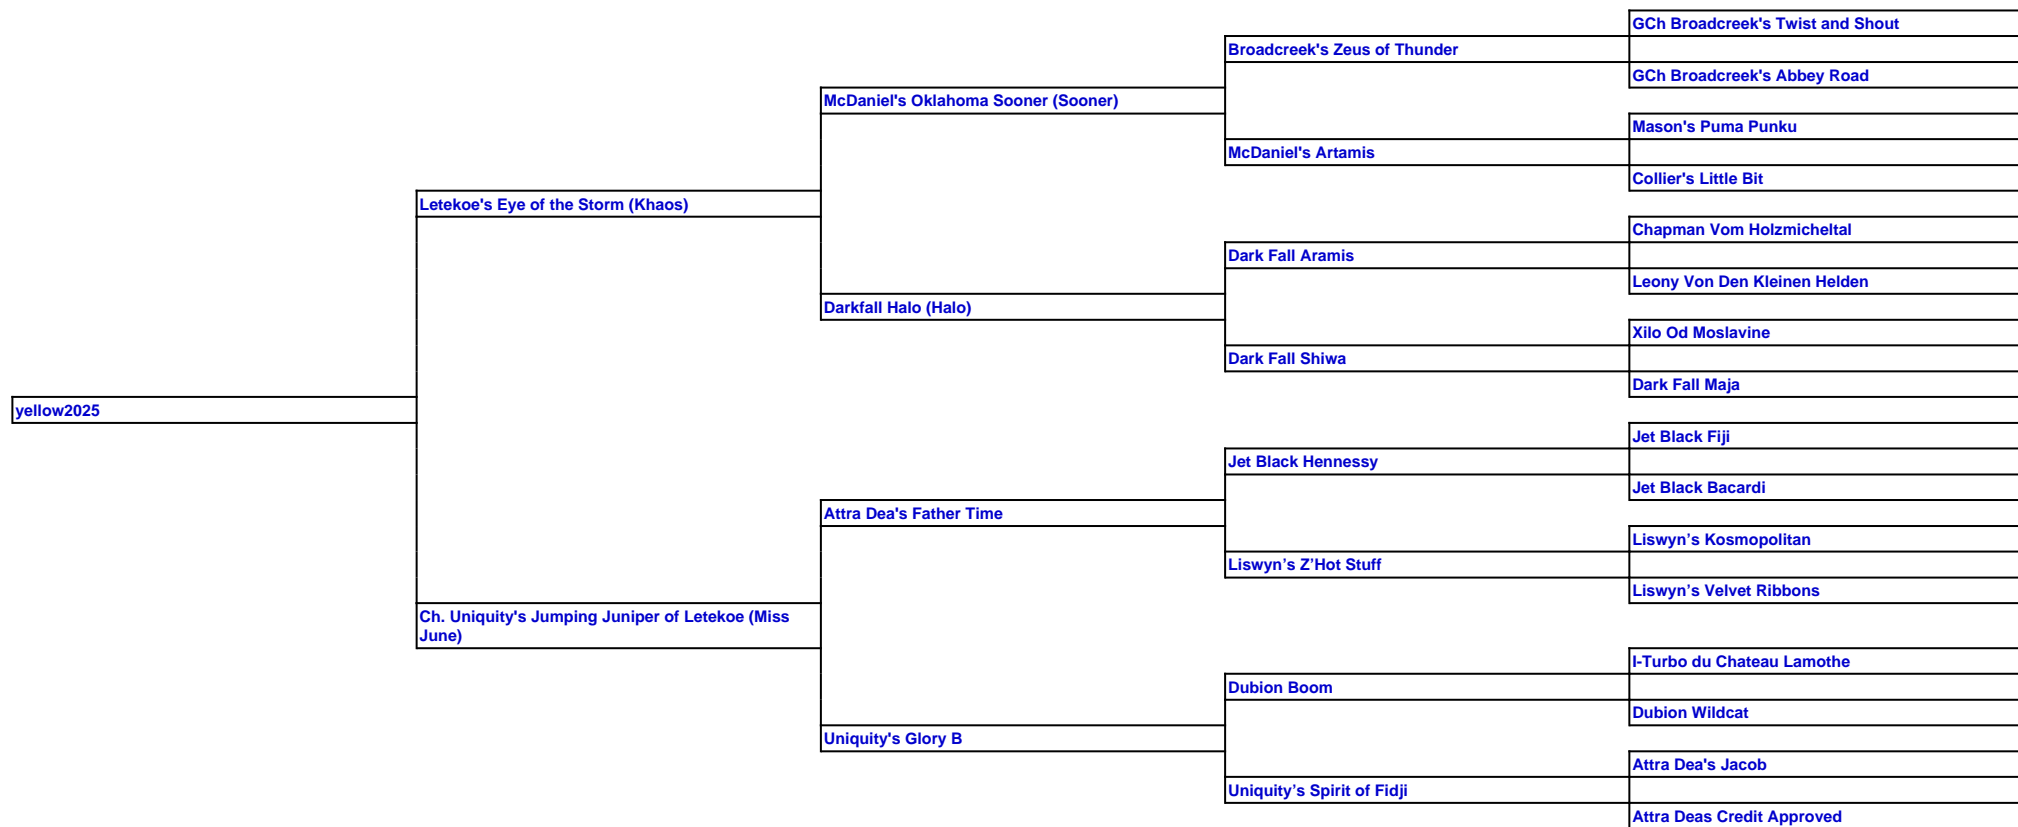 GCh Broadcreek's Twist and Shout
Broadcreek's Zeus of Thunder
GCh Broadcreek's Abbey Road
McDaniel's Oklahoma Sooner (Sooner)
Mason's Puma Punku
McDaniel's Artamis
Collier's Little Bit
Letekoe's Eye of the Storm (Khaos)
Chapman Vom Holzmicheltal
Dark Fall Aramis
Leony Von Den Kleinen Helden
Darkfall Halo (Halo)
Xilo Od Moslavine
Dark Fall Shiwa
Dark Fall Maja
yellow2025
Jet Black Fiji
Jet Black Hennessy
Jet Black Bacardi
Attra Dea's Father Time
Liswyn’s Kosmopolitan
Liswyn’s Z’Hot Stuff
Liswyn’s Velvet Ribbons
Ch. Uniquity's Jumping Juniper of Letekoe (Miss
June)
I-Turbo du Chateau Lamothe
Dubion Boom
Dubion Wildcat
Uniquity's Glory B
Attra Dea's Jacob
Uniquity’s Spirit of Fidji
Attra Deas Credit Approved